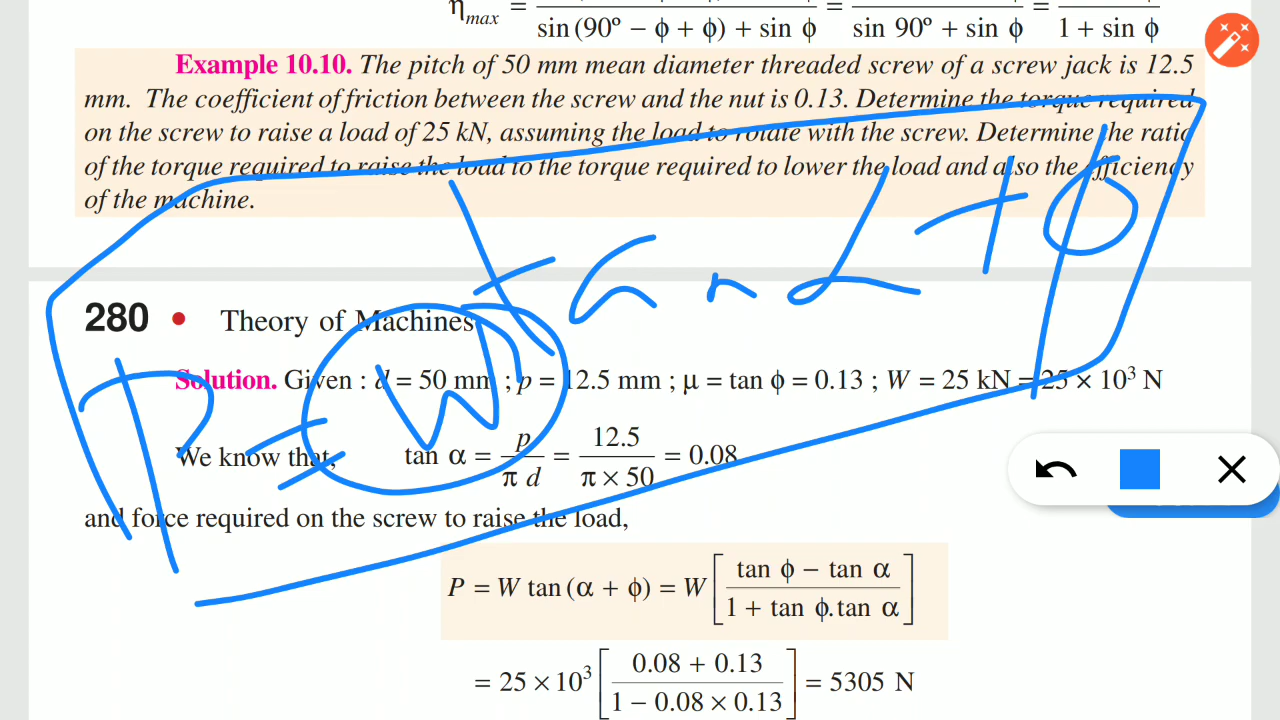 ηmax = = =
sin (90º − ϕ + ϕ) + sin ϕ sin 90º + sin ϕ 1 + sin ϕ
Example 10.10. The pitch of 50 mm mean diameter threaded screw of a screw jack is 12.5
mm. The coefficient of friction between the screw and the nut is 0.13. Determine the torque required
on the screw to raise a load of 25 kN, assuming the load to rotate with the screw. Determine the ratio
of the torque required to raise the load to the torque required to lower the load and also the efficiency
of the machine.
P = W tan α + ϕ
280 • Theory of Machines
Solution. Given : d = 50 mm ; p = 12.5 mm ; μ = tan ϕ = 0.13 ; W = 25 kN = 25 × 10³ N
We know that, tan α = p / π d = 12.5 / π × 50 = 0.08
and force required on the screw to raise the load,
P = W tan (α + ϕ) = W [tan ϕ − tan α / 1 + tan ϕ. tan α]
= 25 × 10³ [0.08 + 0.13 / 1 − 0.08 × 0.13] = 5305 N